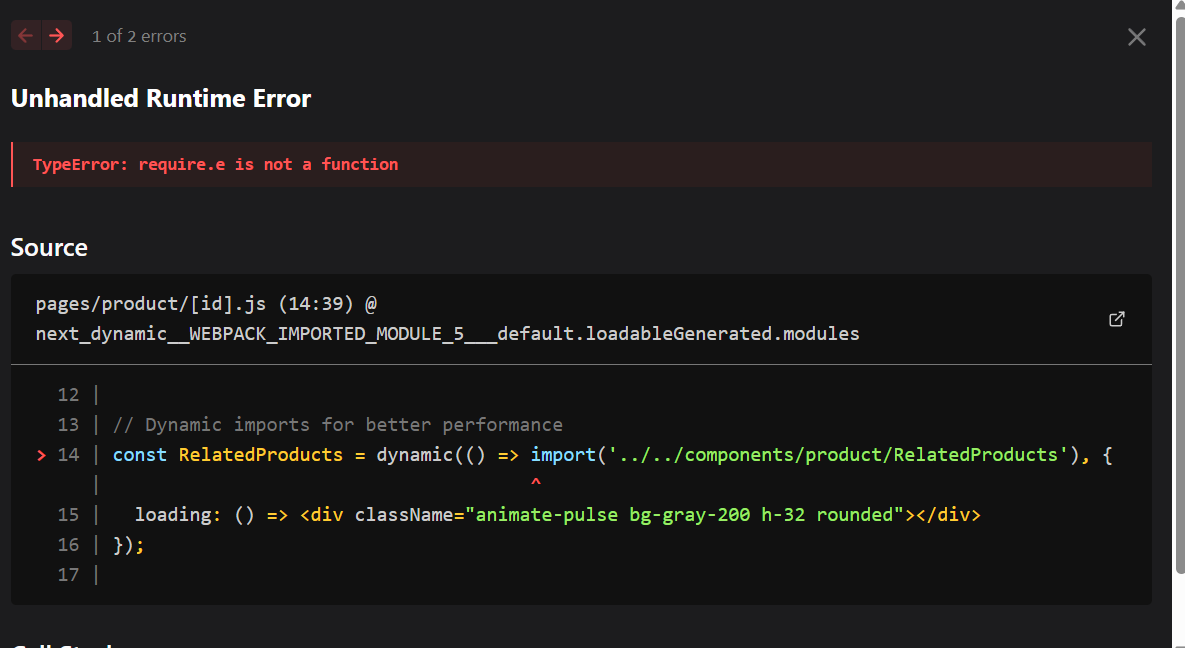 1 of 2 errors
Unhandled Runtime Error
TypeError: require.e is not a function
Source
pages/product/[id].js (14:39) @
next_dynamic__WEBPACK_IMPORTED_MODULE_5___default.loadableGenerated.modules
12 |
13 | // Dynamic imports for better performance
> 14 | const RelatedProducts = dynamic(() => import('../../components/product/RelatedProducts'), {
| ^
15 |   loading: () => <div className="animate-pulse bg-gray-200 h-32 rounded"></div>
16 | });
17 |